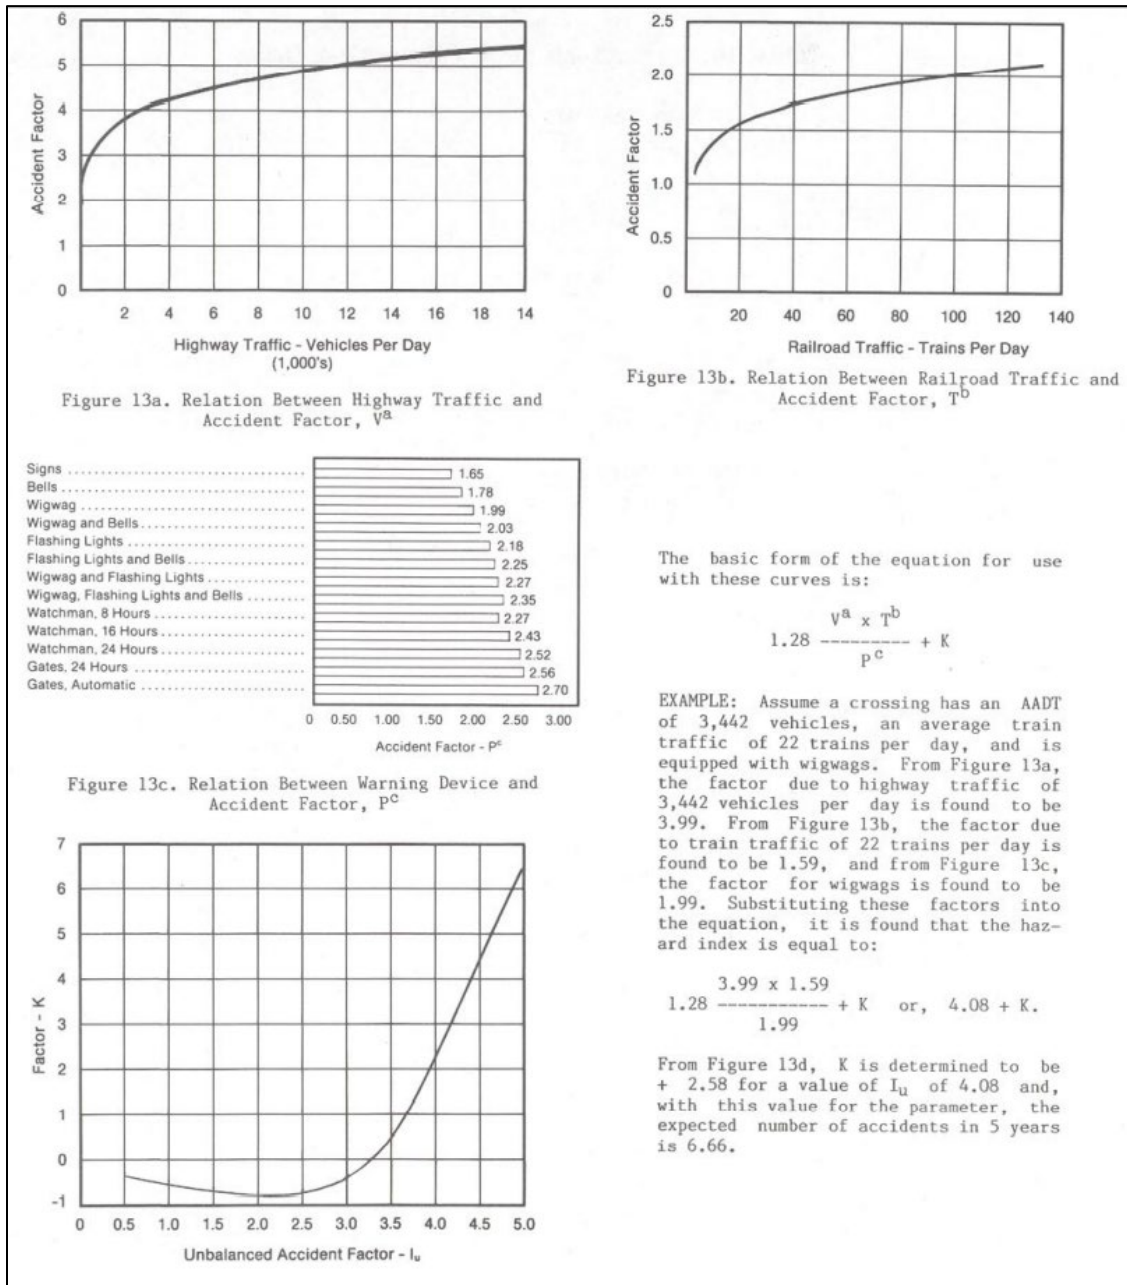 6
5
4
3
2
1
0
Accident Factor
2 4 6 8 10 12 14 16 18 14
Highway Traffic - Vehicles Per Day
(1,000's)
Figure 13a. Relation Between Highway Traffic and
Accident Factor, Vᵃ
2.5
2.0
1.5
1.0
0.5
0
Accident Factor
20 40 60 80 100 120 140
Railroad Traffic - Trains Per Day
Figure 13b. Relation Between Railroad Traffic and
Accident Factor, Tᵇ
Signs 1.65
Bells 1.78
Wigwag 1.99
Wigwag and Bells 2.03
Flashing Lights 2.18
Flashing Lights and Bells 2.25
Wigwag and Flashing Lights 2.27
Wigwag, Flashing Lights and Bells 2.35
Watchman, 8 Hours 2.27
Watchman, 16 Hours 2.43
Watchman, 24 Hours 2.52
Gates, 24 Hours 2.56
Gates, Automatic 2.70
0 0.50 1.00 1.50 2.00 2.50 3.00
Accident Factor - Pᶜ
Figure 13c. Relation Between Warning Device and
Accident Factor, Pᶜ
7
6
5
4
3
2
1
0
-1
Factor - K
0 0.5 1.0 1.5 2.0 2.5 3.0 3.5 4.0 4.5 5.0
Unbalanced Accident Factor - Iᵤ
The basic form of the equation for use
with these curves is:
Vᵃ x Tᵇ
1.28 --------- + K
Pᶜ
EXAMPLE: Assume a crossing has an AADT
of 3,442 vehicles, an average train
traffic of 22 trains per day, and is
equipped with wigwags. From Figure 13a,
the factor due to highway traffic of
3,442 vehicles per day is found to be
3.99. From Figure 13b, the factor due
to train traffic of 22 trains per day is
found to be 1.59, and from Figure 13c,
the factor for wigwags is found to be
1.99. Substituting these factors into
the equation, it is found that the haz-
ard index is equal to:
3.99 x 1.59
1.28 ----------- + K or, 4.08 + K.
1.99
From Figure 13d, K is determined to be
+ 2.58 for a value of Iᵤ of 4.08 and,
with this value for the parameter, the
expected number of accidents in 5 years
is 6.66.